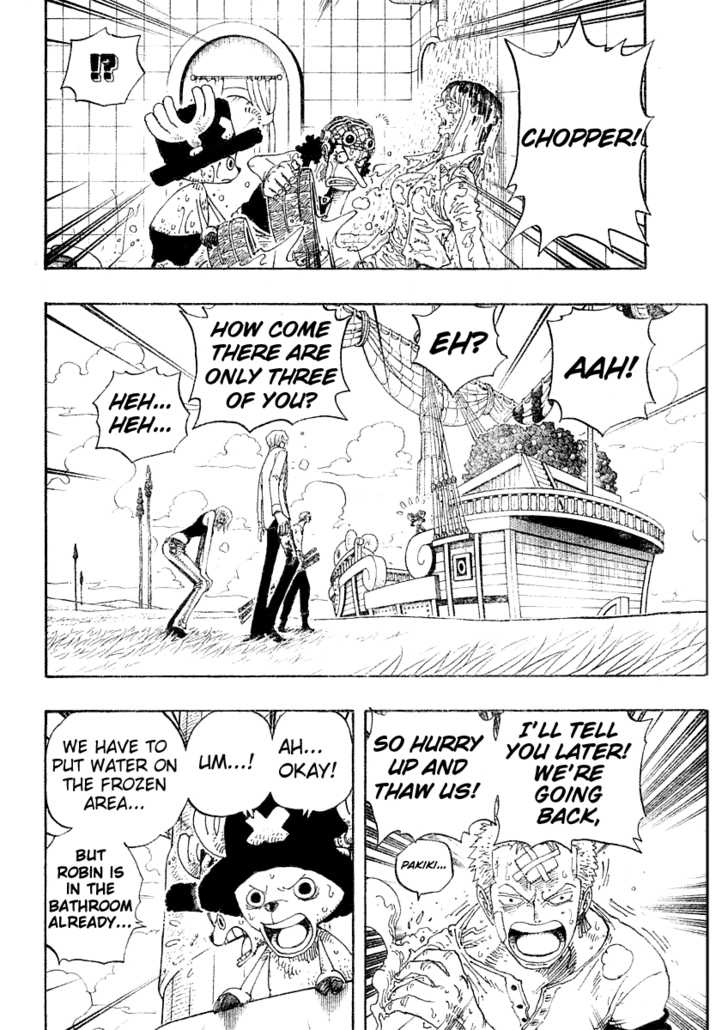 CHOPPER!
!?
AAH!
EH?
HOW COME
THERE ARE
ONLY THREE
OF YOU?
HEH...
HEH...
I'LL TELL
YOU LATER!
WE'RE
GOING
BACK,
SO HURRY
UP AND
THAW US!
PAKIKI...
AH...
OKAY!
UM...!
WE HAVE TO
PUT WATER ON
THE FROZEN
AREA...
BUT
ROBIN IS
IN THE
BATHROOM
ALREADY...